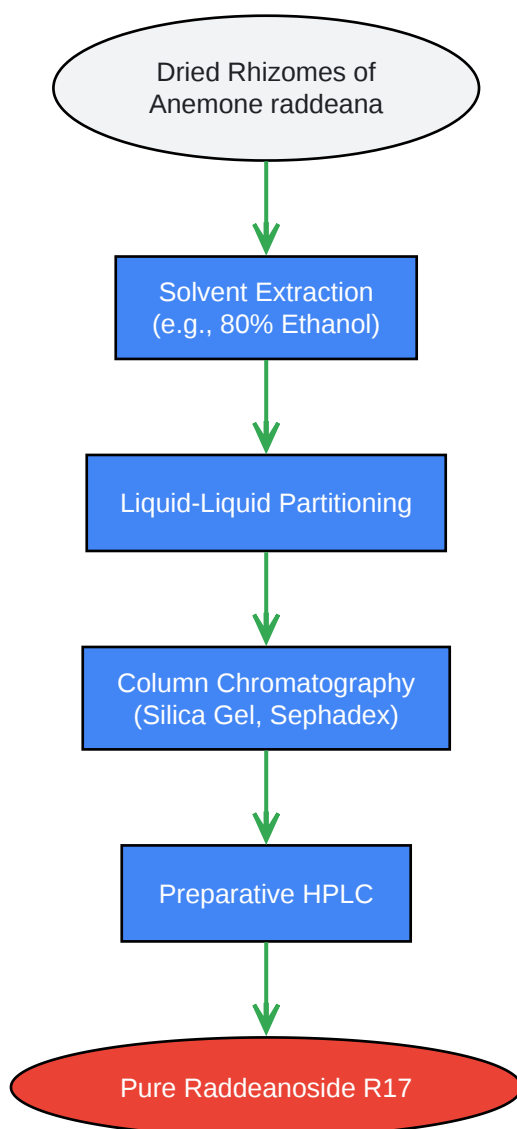 Dried Rhizomes of
Anemone raddeana
Solvent Extraction
(e.g., 80% Ethanol)
Liquid-Liquid Partitioning
Column Chromatography
(Silica Gel, Sephadex)
Preparative HPLC
Pure Raddeanoside R17